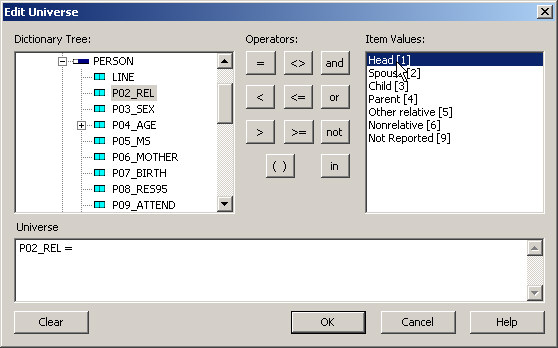 Edit Universe
Dictionary Tree:
Operators:
Item Values:
PERSON
LINE
P02_REL
P03_SEX
P04_AGE
P05_MS
P06_MOTHER
P07_BIRTH
P08_RES95
P09_ATTEND
= <> and
< <= or
> >= not
( ) in
Head [1]
Spouse [2]
Child [3]
Parent [4]
Other relative [5]
Nonrelative [6]
Not Reported [9]
Universe
P02_REL =
Clear OK Cancel Help